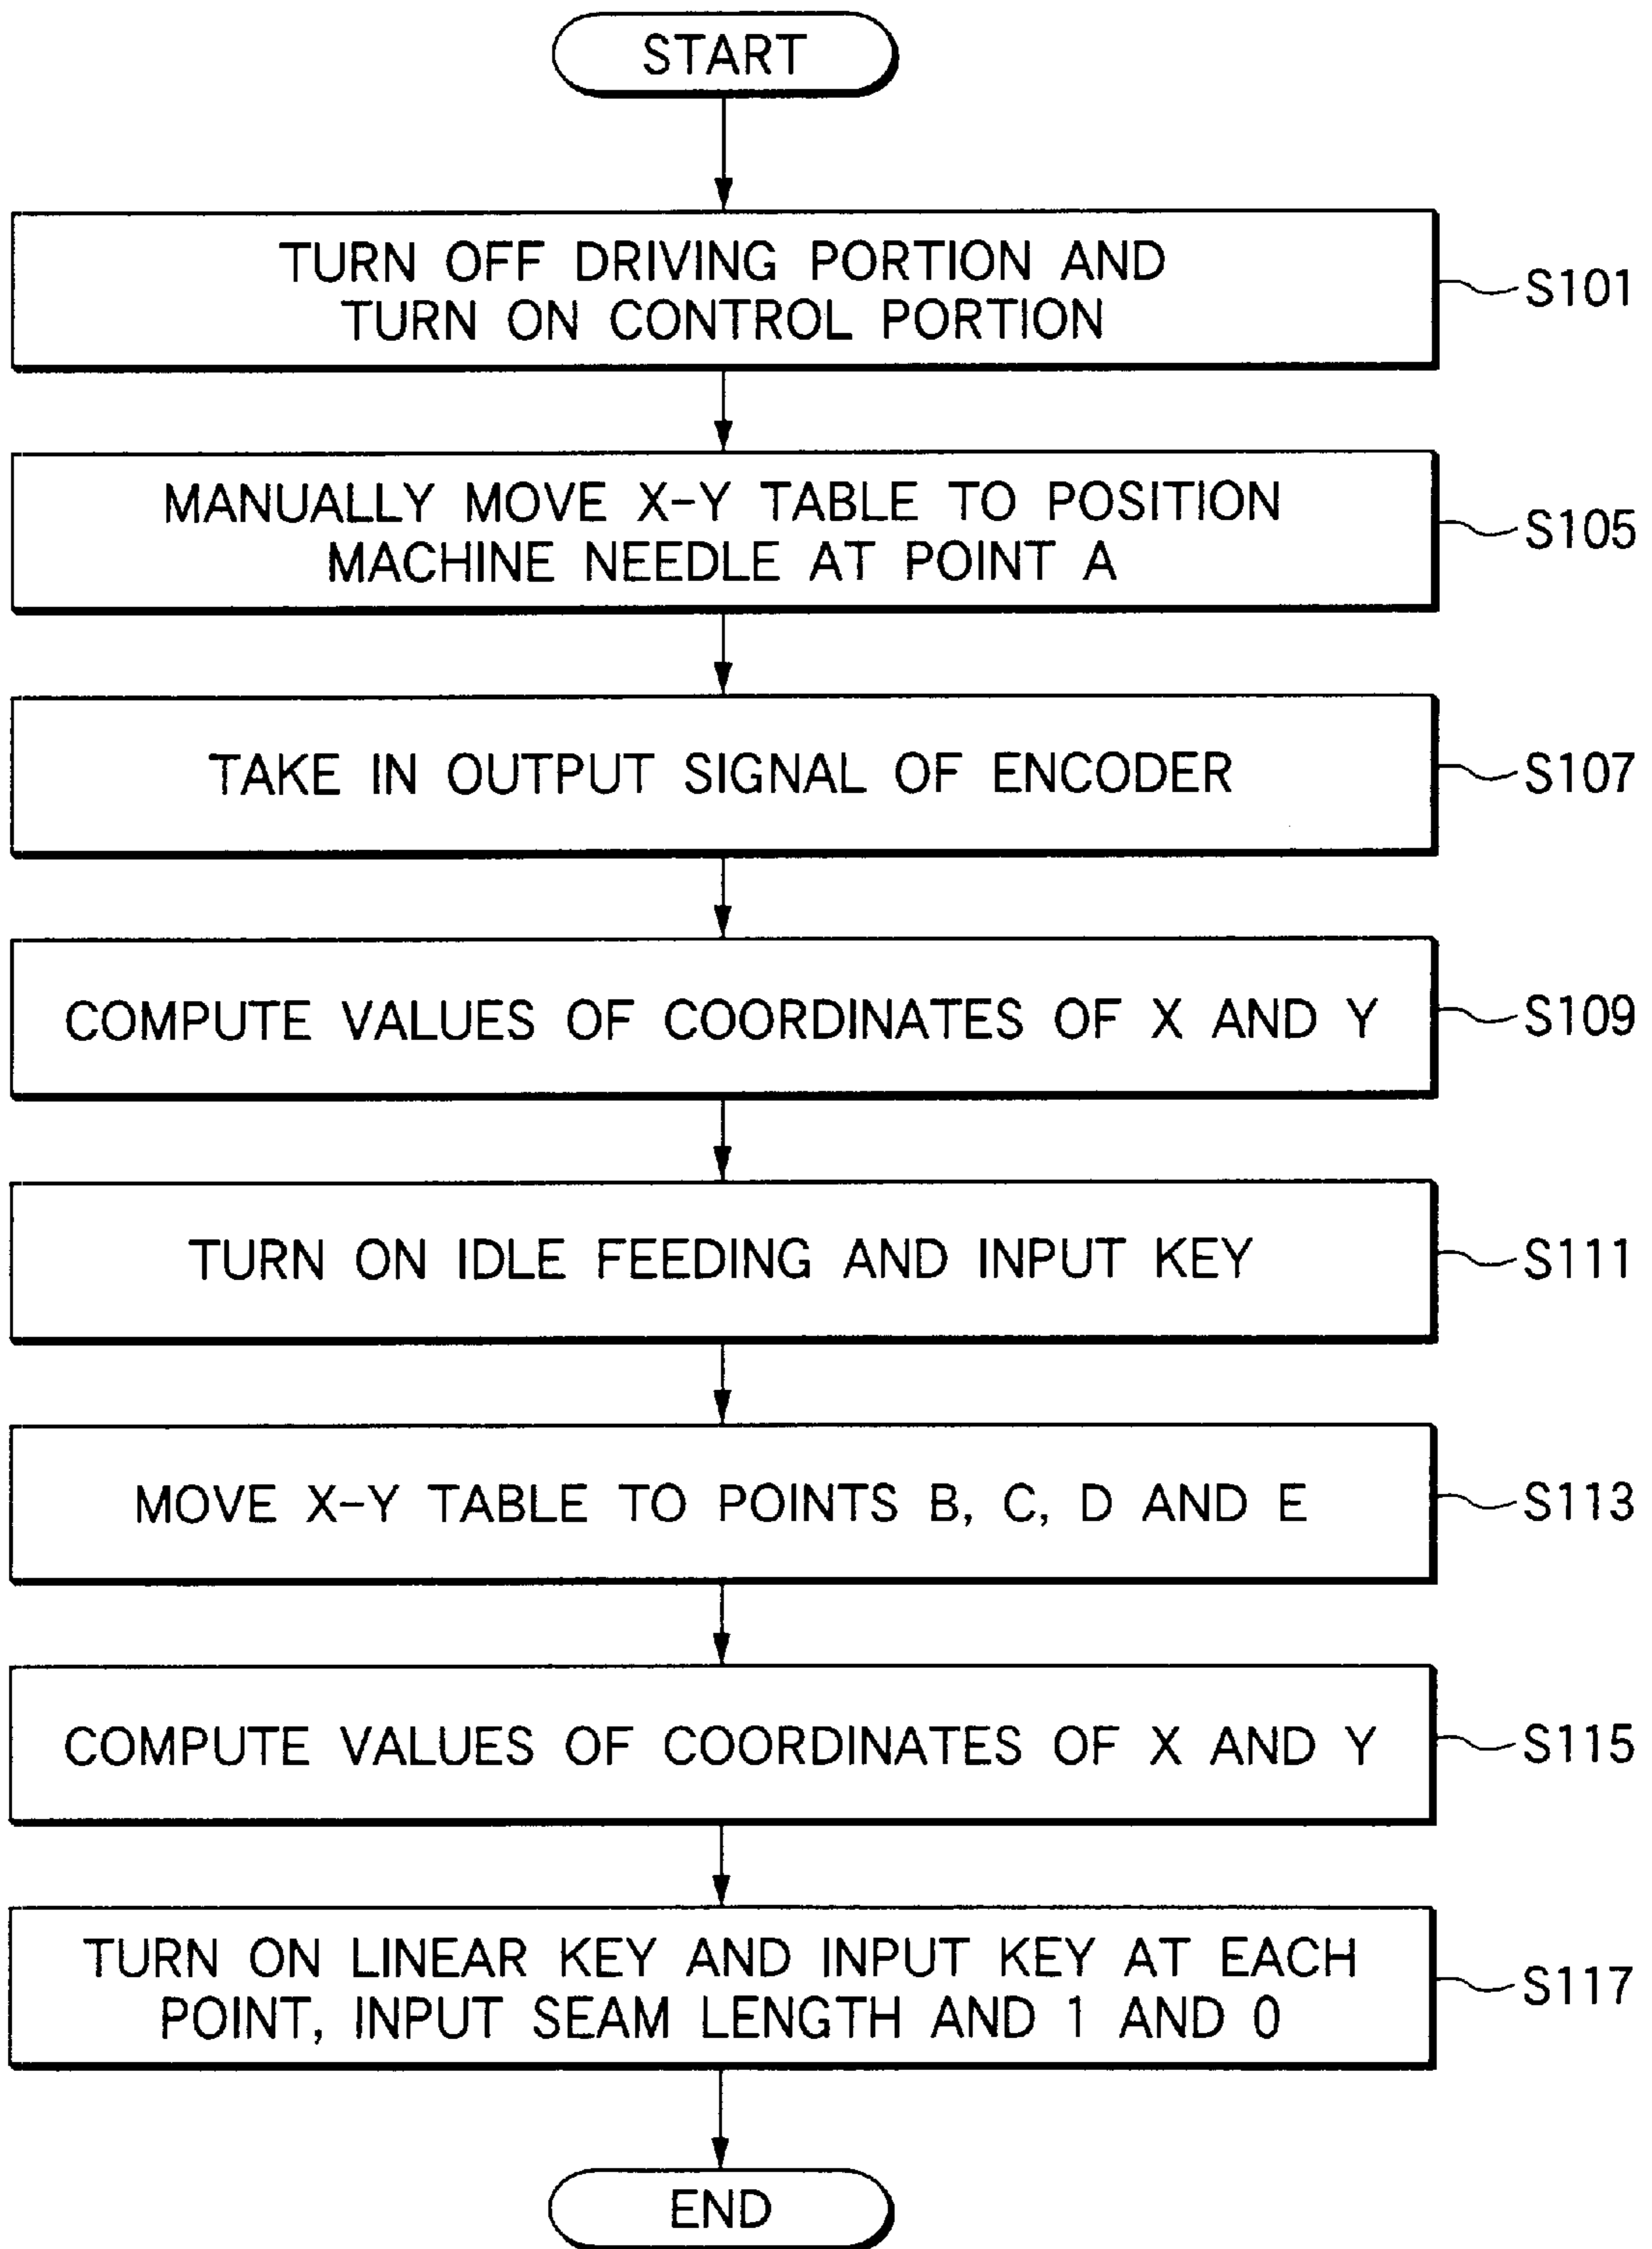 START
TURN OFF DRIVING PORTION AND
TURN ON CONTROL PORTION
S101
MANUALLY MOVE X-Y TABLE TO POSITION
MACHINE NEEDLE AT POINT A
S105
TAKE IN OUTPUT SIGNAL OF ENCODER
S107
COMPUTE VALUES OF COORDINATES OF X AND Y
S109
TURN ON IDLE FEEDING AND INPUT KEY
S111
MOVE X-Y TABLE TO POINTS B, C, D AND E
S113
COMPUTE VALUES OF COORDINATES OF X AND Y
S115
TURN ON LINEAR KEY AND INPUT KEY AT EACH
POINT, INPUT SEAM LENGTH AND 1 AND 0
S117
END